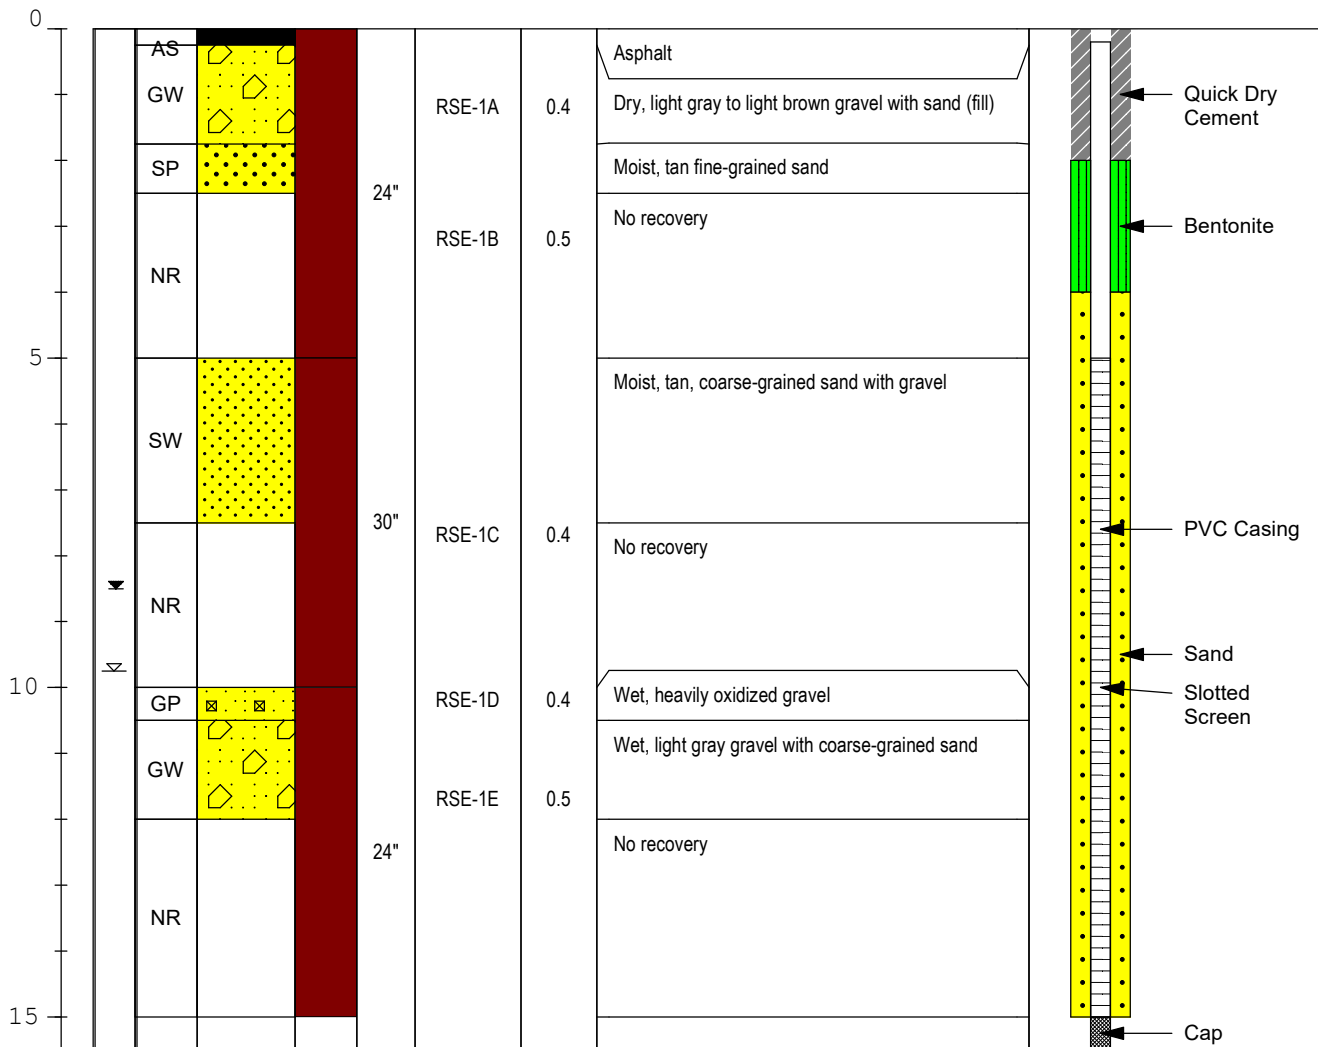 0
AS
Asphalt
GW
RSE-1A
0.4
Dry, light gray to light brown gravel with sand (fill)
Quick Dry
Cement
SP
Moist, tan fine-grained sand
24"
No recovery
RSE-1B
0.5
Bentonite
NR
5
Moist, tan, coarse-grained sand with gravel
SW
30"
RSE-1C
0.4
No recovery
PVC Casing
NR
Sand
10
GP
RSE-1D
0.4
Wet, heavily oxidized gravel
Slotted
Screen
Wet, light gray gravel with coarse-grained sand
GW
RSE-1E
0.5
No recovery
24"
NR
15
Cap